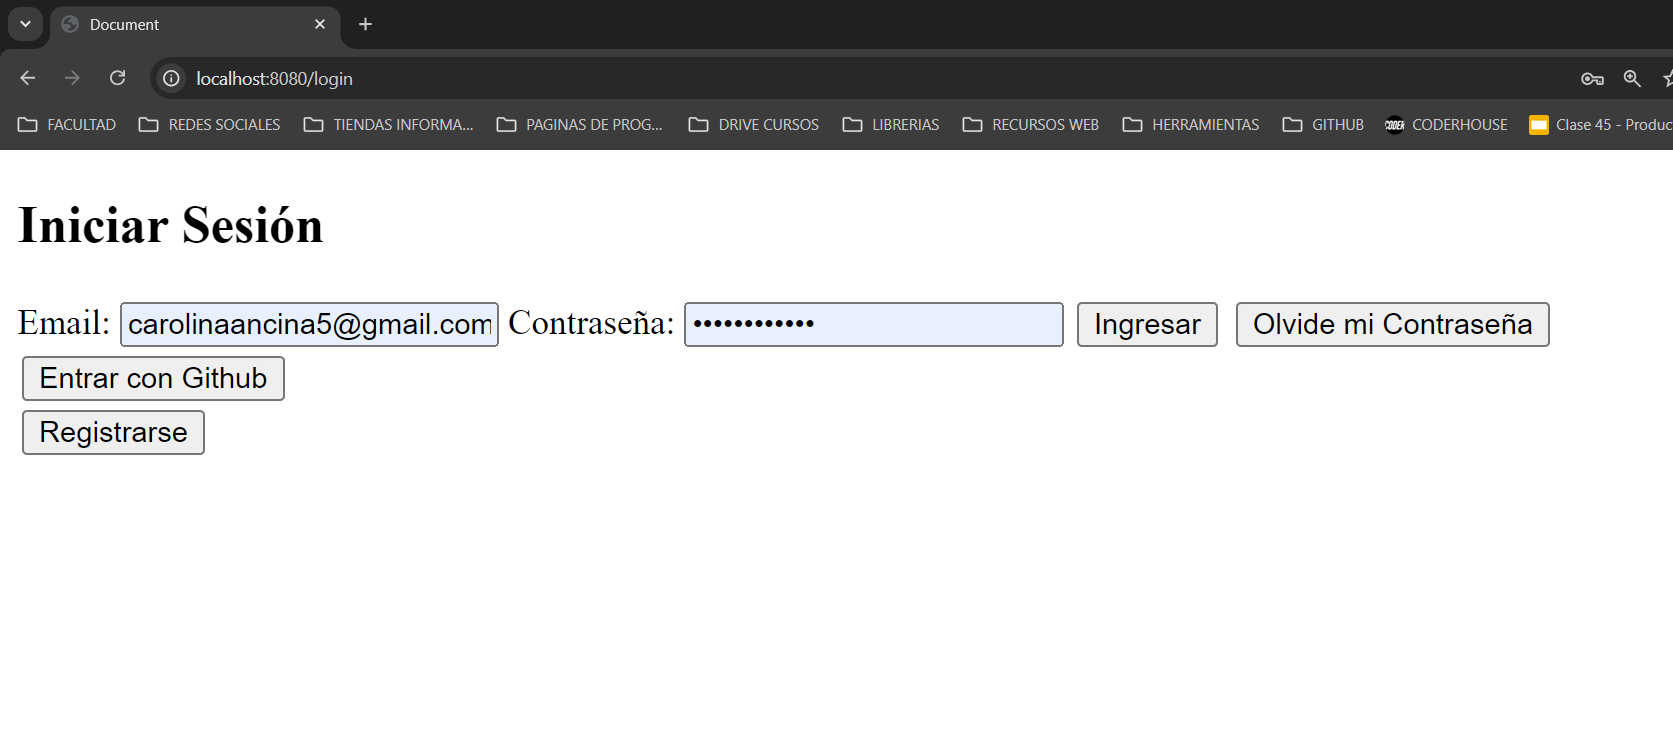 Document
localhost:8080/login
FACULTAD REDES SOCIALES TIENDAS INFORMA... PAGINAS DE PROG... DRIVE CURSOS LIBRERIAS RECURSOS WEB HERRAMIENTAS GITHUB CODER CODERHOUSE Clase 45 - Produc
Iniciar Sesión
Email: carolinaancina5@gmail.com Contraseña: •••••••••••• Ingresar Olvide mi Contraseña
Entrar con Github
Registrarse